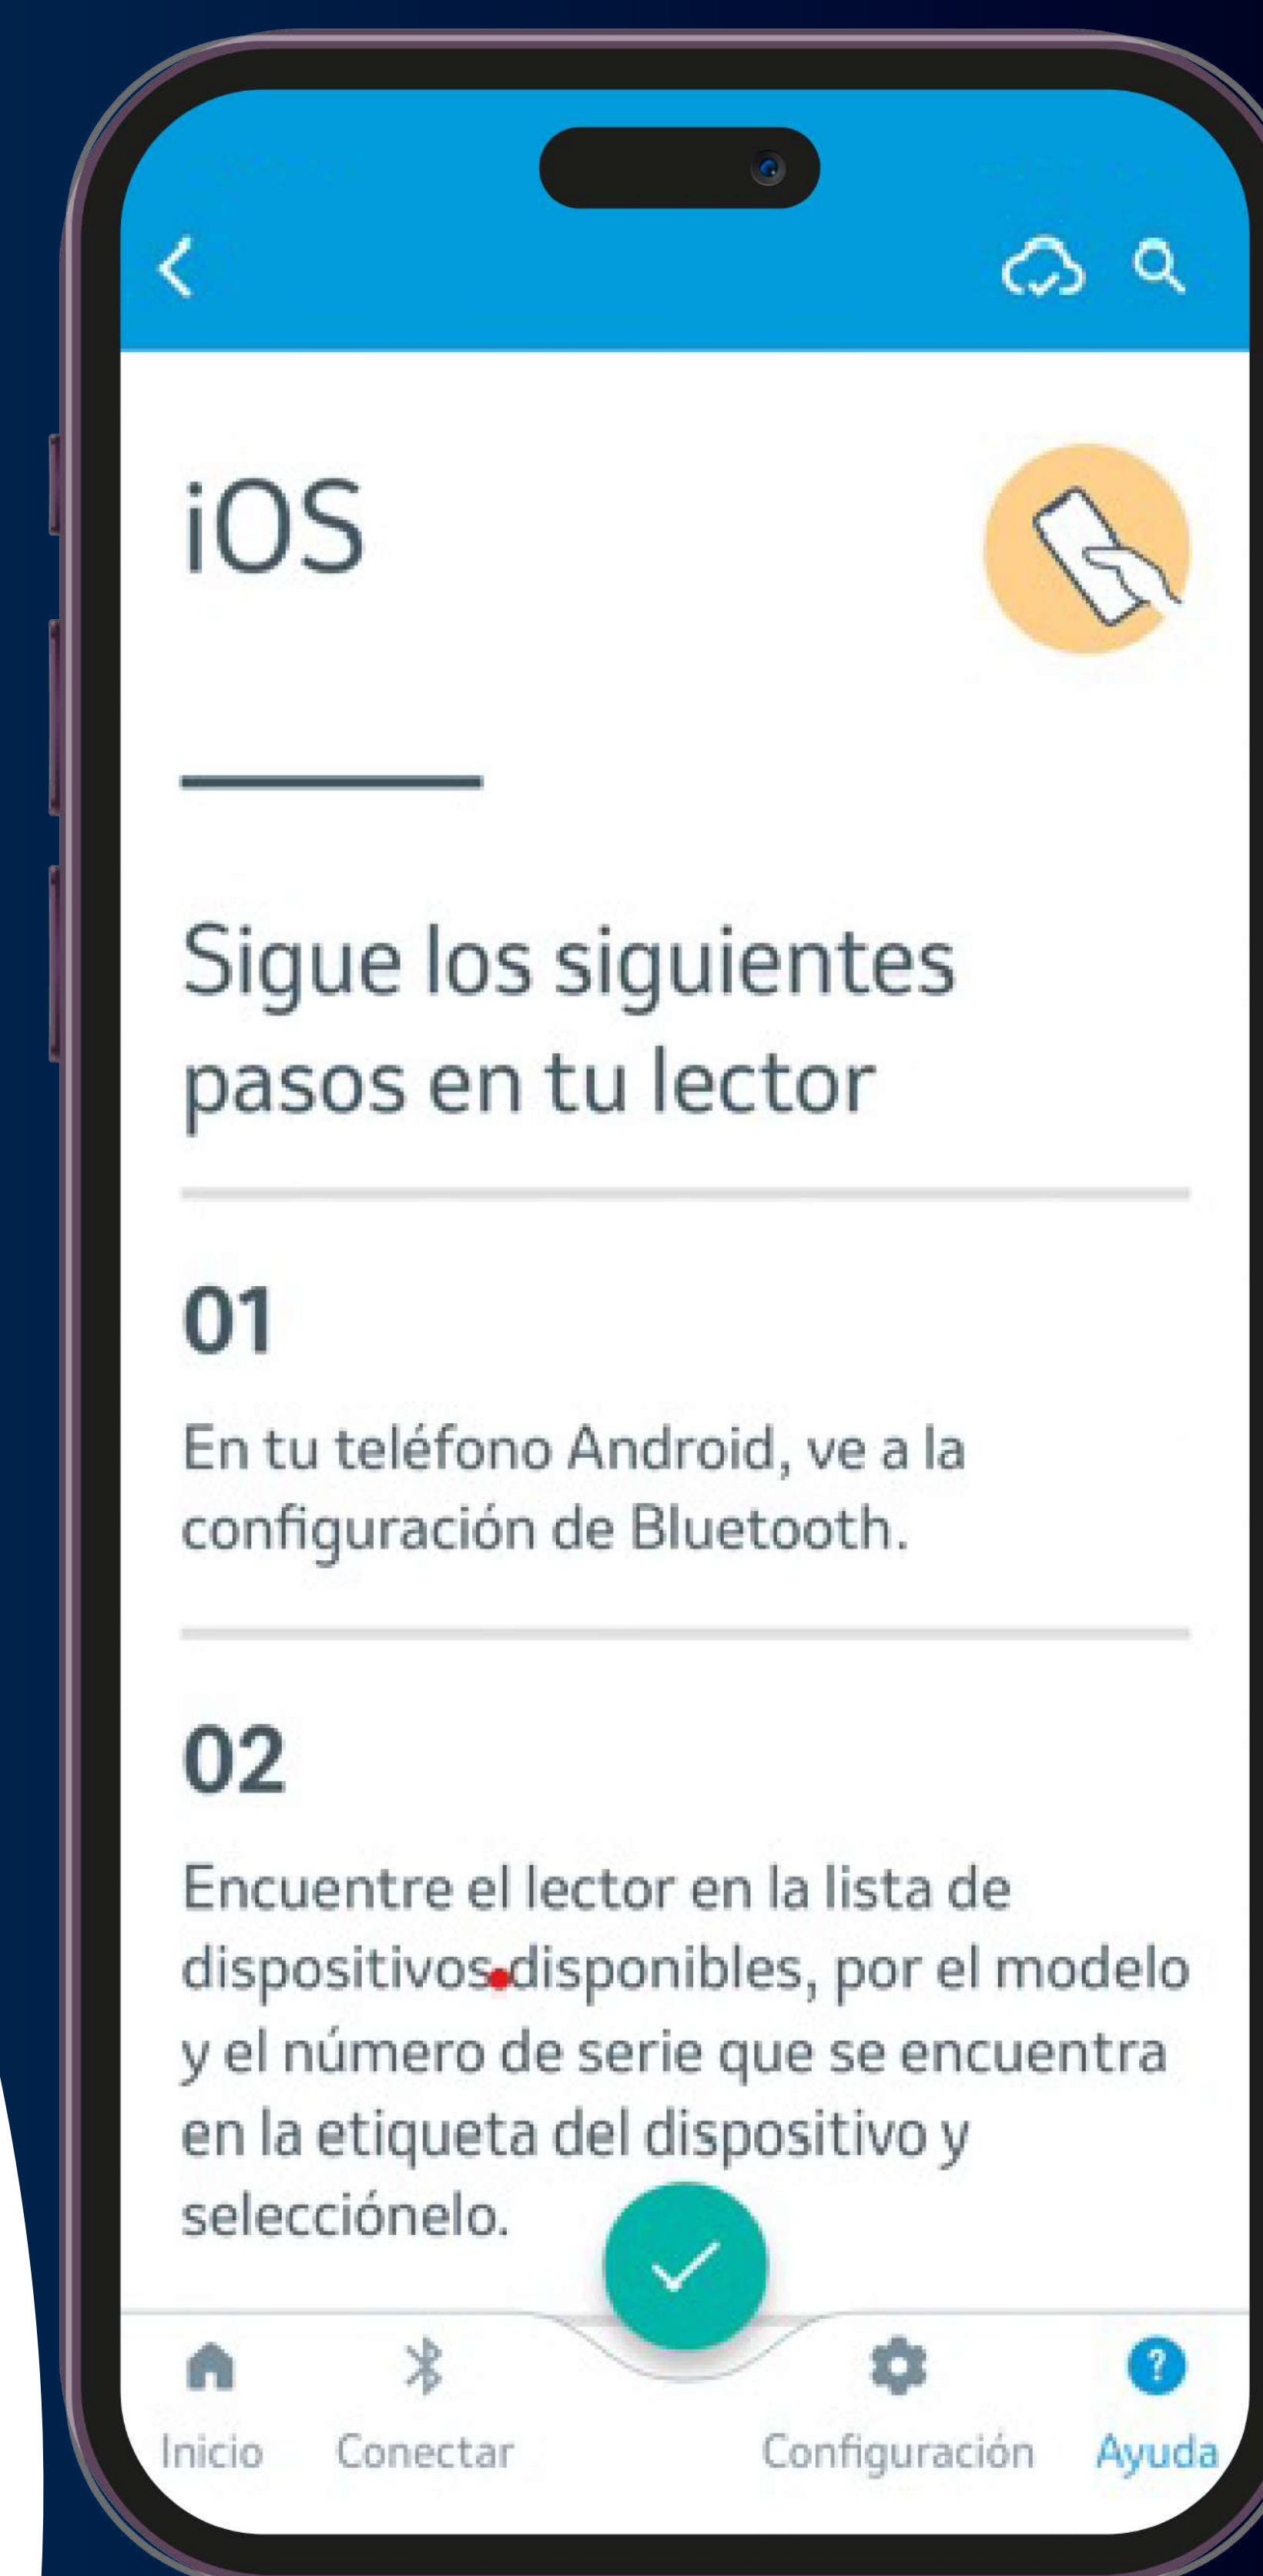 iOS
Sigue los siguientes
pasos en tu lector
01
En tu teléfono Android, ve a la
configuración de Bluetooth.
02
Encuentre el lector en la lista de
dispositivos disponibles, por el modelo
y el número de serie que se encuentra
en la etiqueta del dispositivo y
selecciónelo.
Inicio Conectar Configuración Ayuda